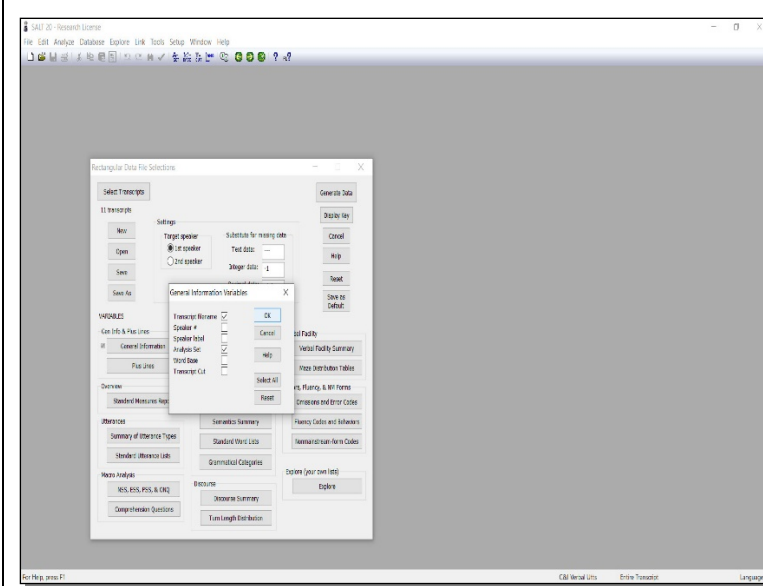 SALT 20 - Research License
File Edit Analyze Database Explore Link Tools Setup Window Help
Rectangular Data File Selections
Select Transcripts
Generate Data
11 transcripts
Display Key
New
Open
Save
Save As
Settings
Target speaker
1st speaker
2nd speaker
Substitute for missing data
Text data: ---
Integer data: -1
Cancel
Help
Reset
Save as Default
General Information Variables
Transcript filename
Speaker #
Speaker label
Analysis Set
Word Base
Transcript Cut
OK
Cancel
Help
Select All
Reset
VARIABLES
Gen Info & Plus Lines
General Information
Plus Lines
Verbal Facility Summary
Maze Distribution Tables
Overview
Standard Measures
Omissions and Error Codes
Utterances
Summary of Utterance Types
Standard Utterance Lists
Semantics Summary
Standard Word Lists
Grammatical Categories
Fluency Codes and Behaviors
Nonmainstream-form Codes
Macro Analysis
NSS, ESS, PSS, & ONQ
Comprehension Questions
Discourse
Discourse Summary
Turn Length Distribution
Explore (your own lists)
Explore
For Help, press F1
C&I Verbal Utts
Entire Transcript
Language